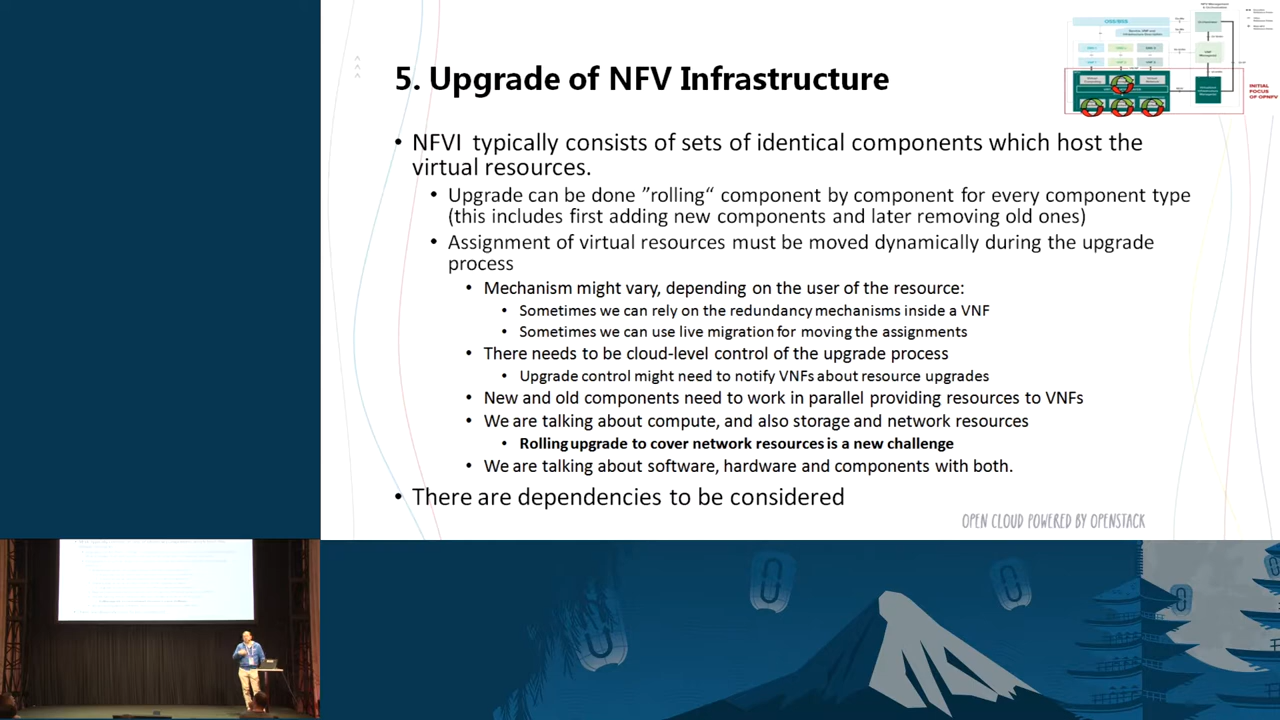 5. Upgrade of NFV Infrastructure
• NFVI typically consists of sets of identical components which host the
virtual resources.
• Upgrade can be done ”rolling“ component by component for every component type
(this includes first adding new components and later removing old ones)
• Assignment of virtual resources must be moved dynamically during the upgrade
process
• Mechanism might vary, depending on the user of the resource:
• Sometimes we can rely on the redundancy mechanisms inside a VNF
• Sometimes we can use live migration for moving the assignments
• There needs to be cloud-level control of the upgrade process
• Upgrade control might need to notify VNFs about resource upgrades
• New and old components need to work in parallel providing resources to VNFs
• We are talking about compute, and also storage and network resources
• Rolling upgrade to cover network resources is a new challenge
• We are talking about software, hardware and components with both.
• There are dependencies to be considered
INITIAL
FOCUS
OF OPNFV
OPEN CLOUD POWERED BY OPENSTACK